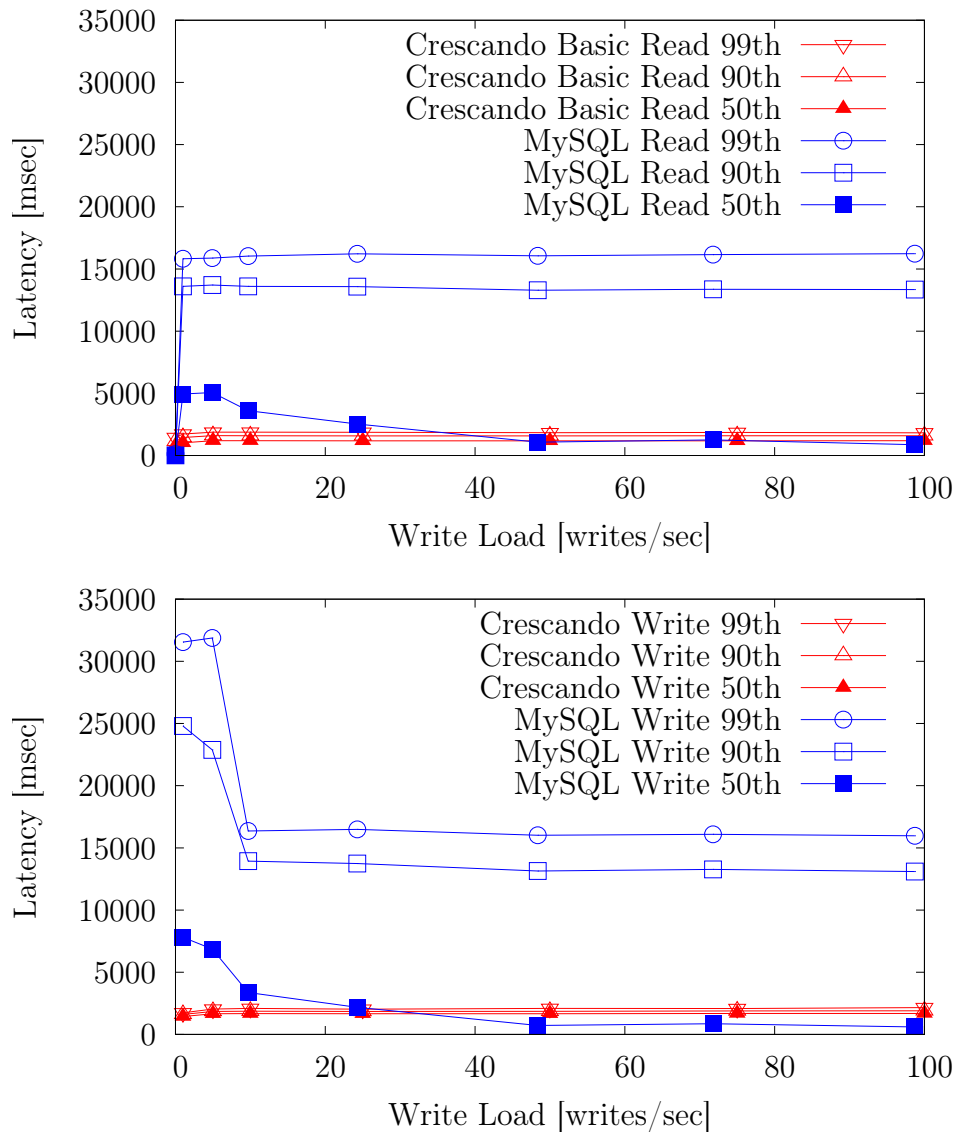 35000
30000
25000
20000
15000
10000
5000
0
Latency [msec]
Crescando Basic Read 99th
Crescando Basic Read 90th
Crescando Basic Read 50th
MySQL Read 99th
MySQL Read 90th
MySQL Read 50th
0 20 40 60 80 100
Write Load [writes/sec]
35000
30000
25000
20000
15000
10000
5000
0
Latency [msec]
Crescando Write 99th
Crescando Write 90th
Crescando Write 50th
MySQL Write 99th
MySQL Write 90th
MySQL Write 50th
0 20 40 60 80 100
Write Load [writes/sec]